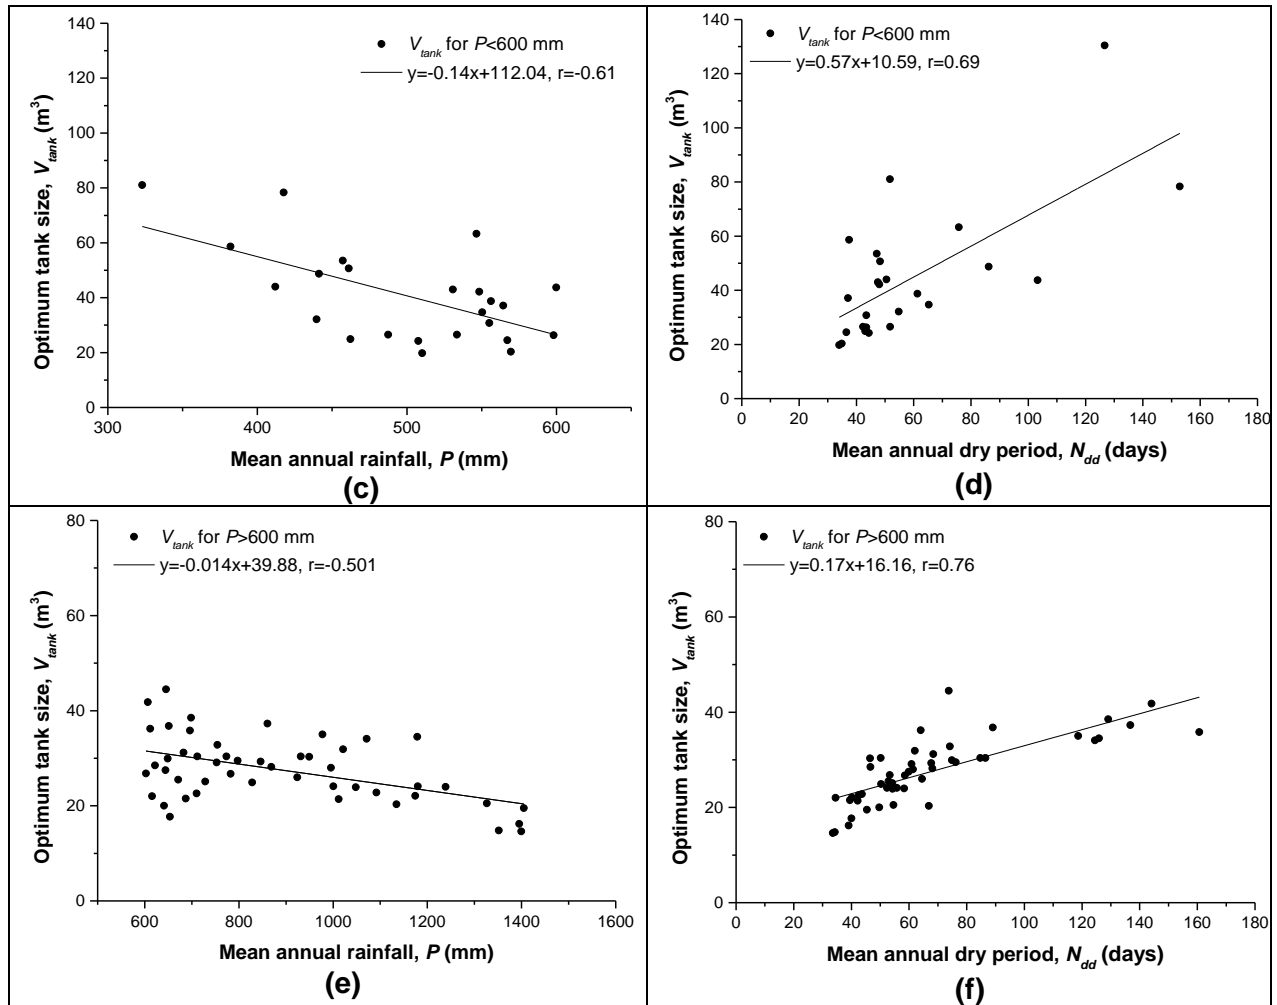 140
120
100
80
60
40
20
0
300
400
500
600
Optimum tank size, Vtank (m3)
Vtank for P<600 mm
y=-0.14x+112.04, r=-0.61
Mean annual rainfall, P (mm)
(c)
140
120
100
80
60
40
20
0
0
20
40
60
80
100
120
140
160
180
Optimum tank size, Vtank (m3)
Vtank for P<600 mm
y=0.57x+10.59, r=0.69
Mean annual dry period, Ndd (days)
(d)
80
60
40
20
0
600
800
1000
1200
1400
1600
Optimum tank size, Vtank (m3)
Vtank for P>600 mm
y=-0.014x+39.88, r=-0.501
Mean annual rainfall, P (mm)
(e)
80
60
40
20
0
0
20
40
60
80
100
120
140
160
180
Optimum tank size, Vtank (m3)
Vtank for P>600 mm
y=0.17x+16.16, r=0.76
Mean annual dry period, Ndd (days)
(f)